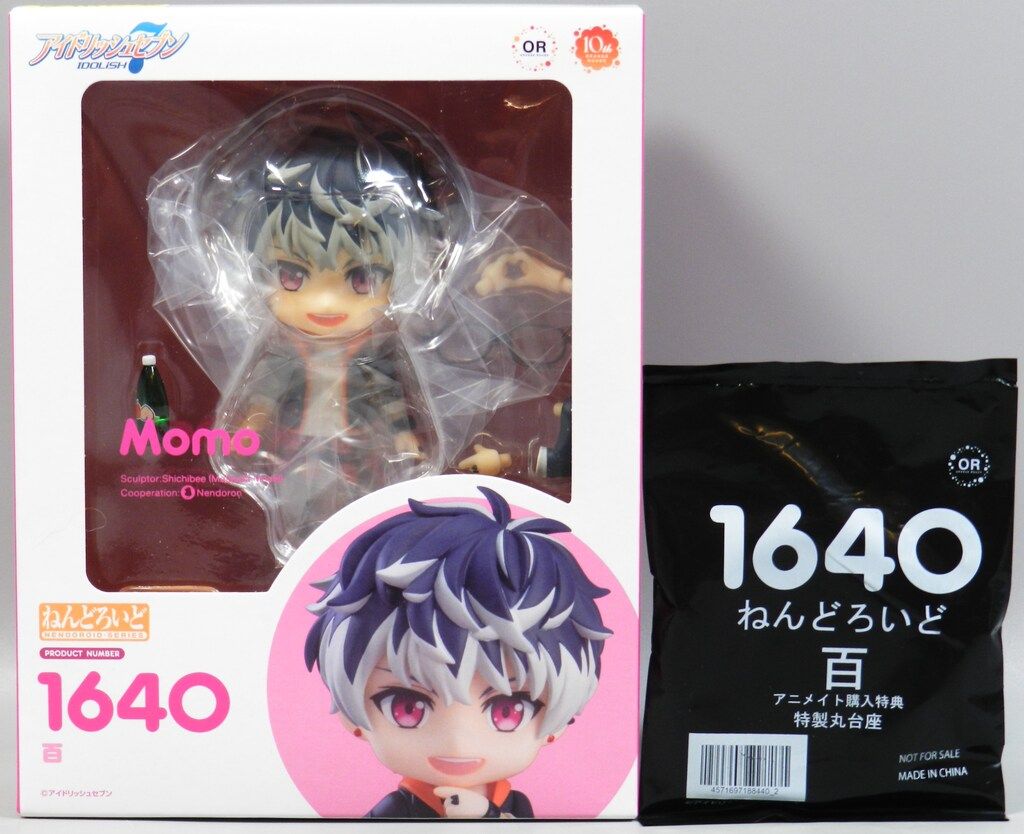 アイドリッシュセブン
IDOLiSH7
OR
10th
Momo
Sculptor:Shichibee
Cooperation: Nendoron
ねんどろいど
NENDOROID SERIES
PRODUCT NUMBER
1640
百
©アイドリッシュセブン
OR
1640
ねんどろいど
百
アニメイト購入特典
特製丸台座
4571697188440_2
NOT FOR SALE
MADE IN CHINA